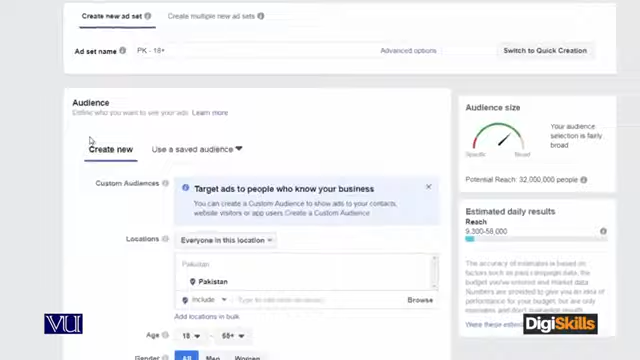 Create new ad set
Create multiple new ad sets
Ad set name
PK - 18+
Advanced options
Switch to Quick Creation
Audience
Define who you want to see your ads. Learn more
Create new
Use a saved audience
Custom Audiences
Target ads to people who know your business
You can create a Custom Audience to show ads to your contacts,
website visitors or app users. Create a Custom Audience
Locations
Everyone in this location
Pakistan
Pakistan
Include
Type to add more locations
Browse
Add locations in bulk
Age
18
65+
Gender
All
Men
Women
Audience size
Specific
Broad
Your audience
selection is fairly
broad
Potential Reach: 32,000,000 people
Estimated daily results
Reach
9,300-58,000
The accuracy of estimates is based on
factors such as past campaign data, the
budget you've entered and market data.
Numbers are provided to give you an idea of
performance for your budget, but are only
estimates and don't guarantee results.
Were these
VU
DigiSkills